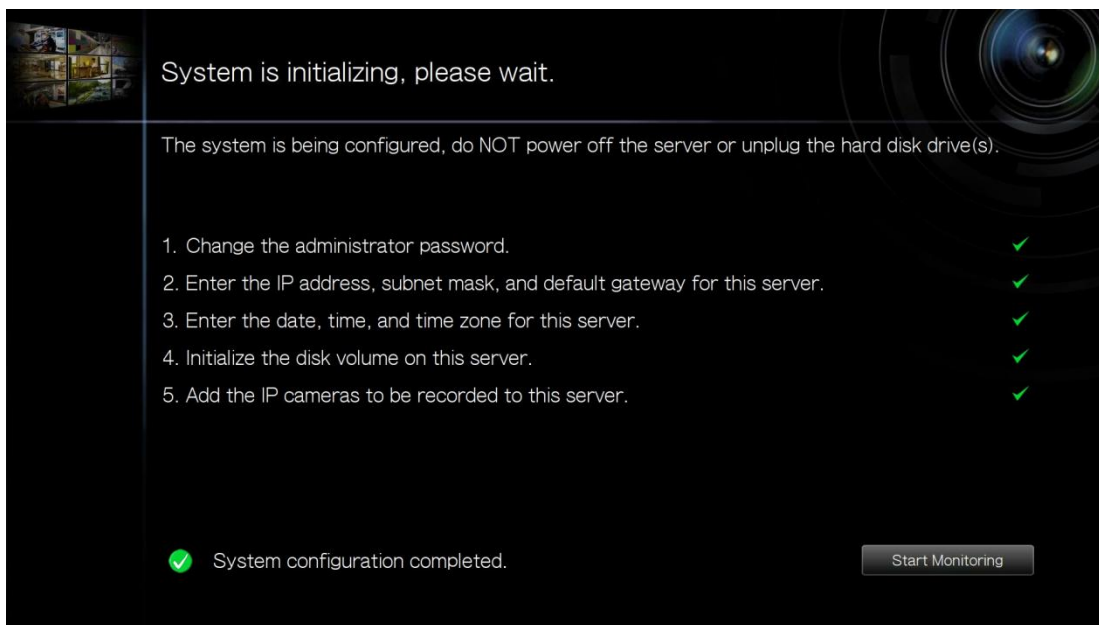 System is initializing, please wait.
The system is being configured, do NOT power off the server or unplug the hard disk drive(s).
1. Change the administrator password.
2. Enter the IP address, subnet mask, and default gateway for this server.
3. Enter the date, time, and time zone for this server.
4. Initialize the disk volume on this server.
5. Add the IP cameras to be recorded to this server.
System configuration completed.
Start Monitoring